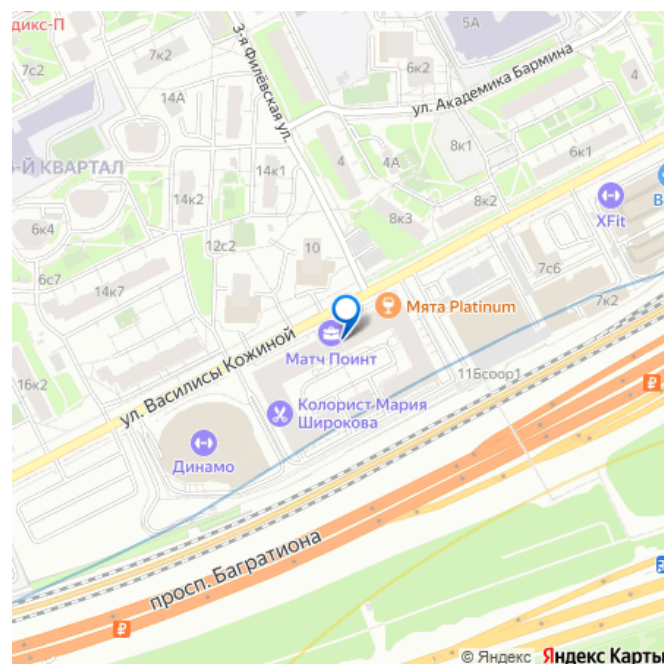 дикс-П
7к2
5А
7с2
14А
3-я Филёвская ул.
6к2
ул. Академика Бармина
4
8к1
-Й КВАРТАЛ
14к1
4
4А
6к1
14к2
8к2
XFit
В
6к4
12с2
8к3
10
6с7
14к7
7с6
7к2
Мята Platinum
ул. Василисы Кожиной
Матч Поинт
16к2
11Бсоор1
Колорист Мария
Широкова
Динамо
просп. Багратиона
© Яндекс Яндекс Карты